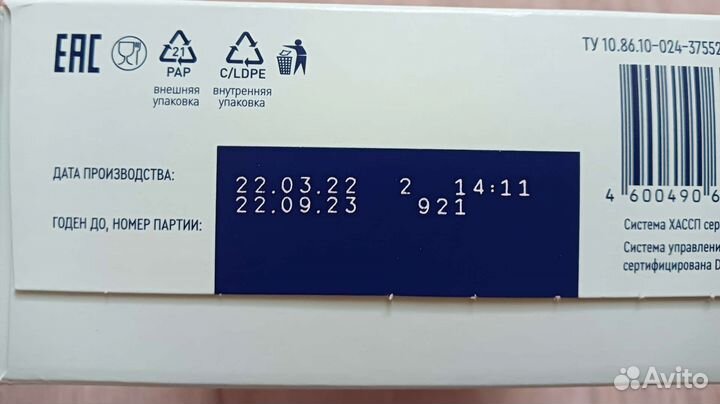 EAC
21
PAP
внешняя
упаковка
C/LDPE
внутренняя
упаковка
ТУ 10.86.10-024-37552
ДАТА ПРОИЗВОДСТВА:
22.03.22 2 14:11
ГОДЕН ДО, НОМЕР ПАРТИИ:
22.09.23 921
4 600490 6
Система ХАССП сер
Система управлени
сертифицирована D
Avito